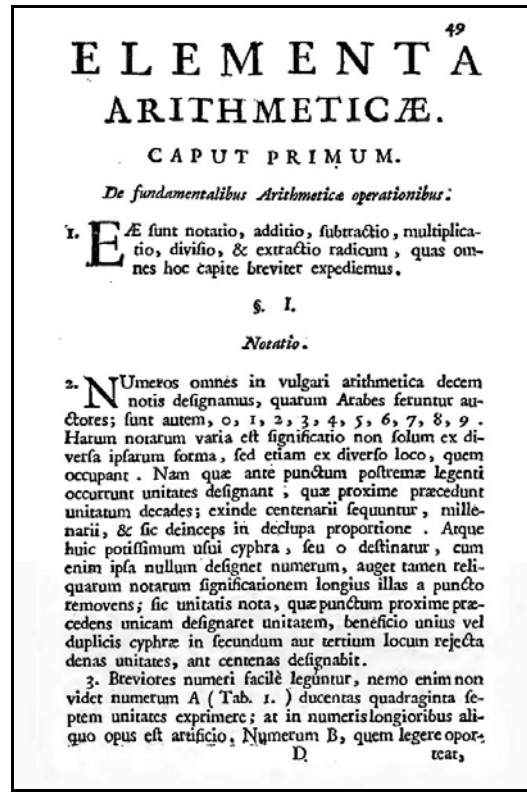 49
ELEMENTA
ARITHMETICÆ.
CAPUT PRIMUM.
De fundamentalibus Arithmeticæ operationibus.
1. EÆ ſunt notatio, additio, ſubtractio, multiplica-
tio, diviſio, & extractio radicum, quas om-
nes hoc capite breviter expediemus.
§. I.
Notatio.
2. NUmeros omnes in vulgari arithmetica decem
notis deſignamus, quarum Arabes feruntur au-
ctores; ſunt autem, 0, 1, 2, 3, 4, 5, 6, 7, 8, 9.
Harum notarum varia eſt ſignificatio non ſolum ex di-
verſa ipſarum forma, ſed etiam ex diverſo loco, quem
occupant. Nam quæ ante punctum poſtremæ legenti
occurrunt unitates deſignant; quæ proxime præcedunt
unitatum decades; exinde centenarii ſequuntur, mille-
narii, & ſic deinceps in decupla proportione. Atque
huic potiſſimum uſui cyphra, ſeu 0 deſtinatur, cum
enim ipſa nullum deſignet numerum, auget tamen reli-
quarum notarum ſignificationem longius illas a puncto
removens; ſic unitatis nota, quæ punctum proxime præ-
cedens unicam deſignaret unitatem, beneficio unius vel
duplicis cyphræ in ſecundum aut tertium locum rejecta
denas unitates, ant centenas deſignabit.
3. Breviores numeri facilè leguntur, nemo enim non
videt numerum A (Tab. 1.) ducentas quadraginta ſe-
ptem unitates exprimere; at in numeris longioribus ali-
quo opus eſt artificio. Numerum B, quem legere opor-
D teat,